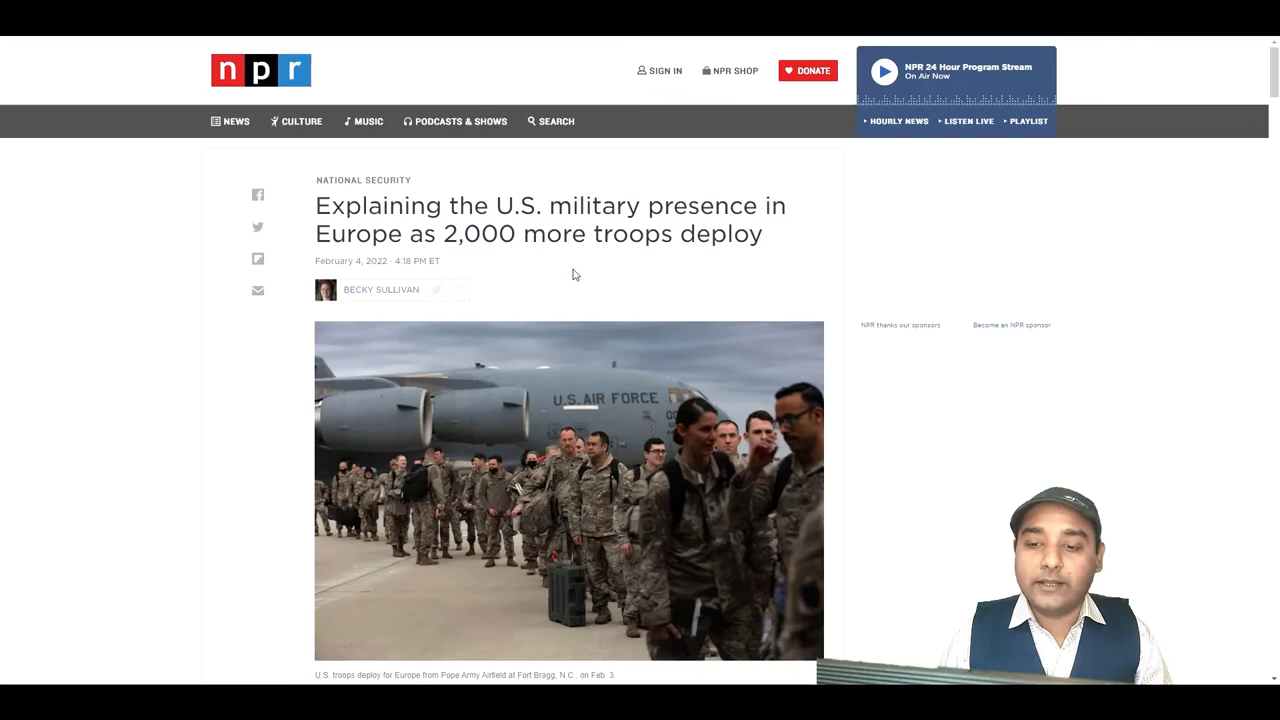 npr
SIGN IN
NPR SHOP
DONATE
NPR 24 Hour Program Stream
On Air Now
NEWS
CULTURE
MUSIC
PODCASTS & SHOWS
SEARCH
HOURLY NEWS
LISTEN LIVE
PLAYLIST
NATIONAL SECURITY
Explaining the U.S. military presence in
Europe as 2,000 more troops deploy
February 4, 2022 · 4:18 PM ET
BECKY SULLIVAN
NPR thanks our sponsors
Become an NPR sponsor
U.S. AIR FORCE
U.S. troops deploy for Europe from Pope Army Airfield at Fort Bragg, N.C., on Feb. 3.